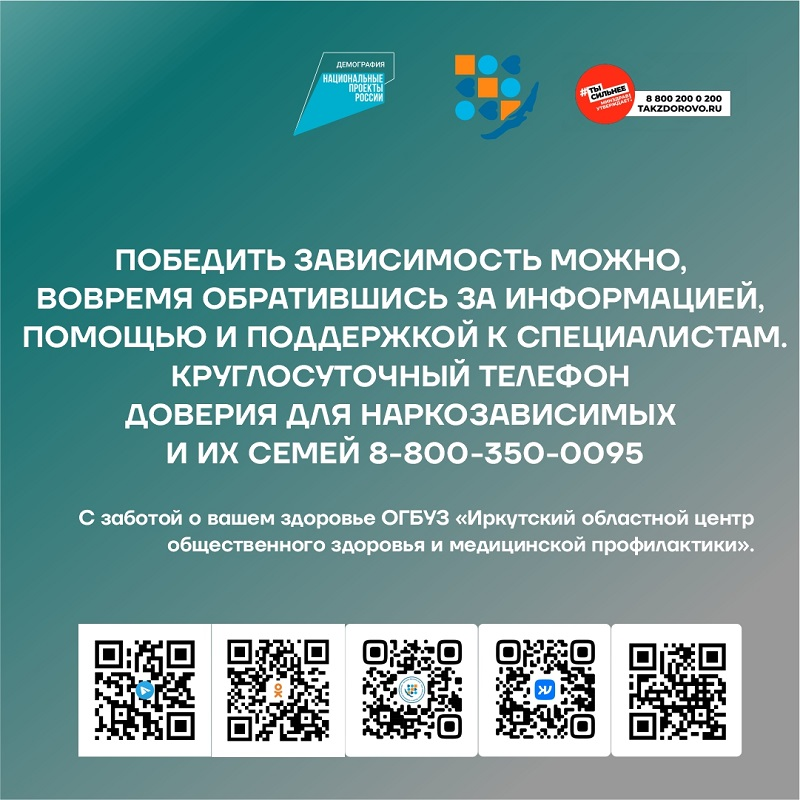 ДЕМОГРАФИЯ
НАЦИОНАЛЬНЫЕ
ПРОЕКТЫ
РОССИИ
#ТЫ
СИЛЬНЕЕ
МИНЗДРАВ
УТВЕРЖДАЕТ!
8 800 200 0 200
TAKZDOROVO.RU
ПОБЕДИТЬ ЗАВИСИМОСТЬ МОЖНО,
ВОВРЕМЯ ОБРАТИВШИСЬ ЗА ИНФОРМАЦИЕЙ,
ПОМОЩЬЮ И ПОДДЕРЖКОЙ К СПЕЦИАЛИСТАМ.
КРУГЛОСУТОЧНЫЙ ТЕЛЕФОН
ДОВЕРИЯ ДЛЯ НАРКОЗАВИСИМЫХ
И ИХ СЕМЕЙ 8-800-350-0095
С заботой о вашем здоровье ОГБУЗ «Иркутский областной центр
общественного здоровья и медицинской профилактики».